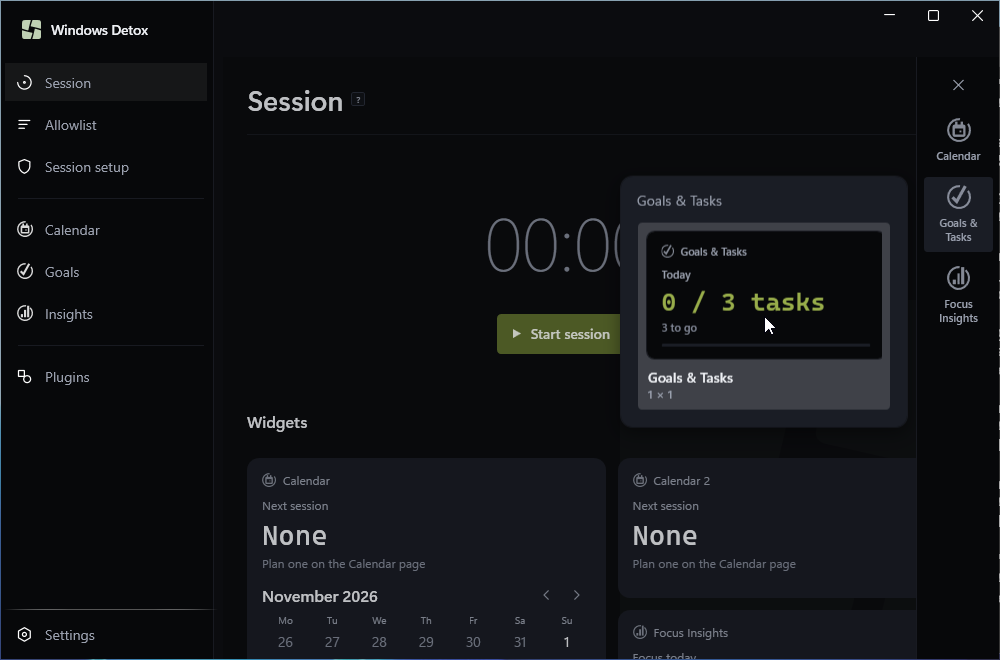 Windows Detox
Session
Allowlist
Session setup
Calendar
Goals
Insights
Plugins
Settings
Session ?
00:00
Start session
Widgets
Calendar
Next session
None
Plan one on the Calendar page
November 2026
Mo Tu We Th Fr Sa Su
26 27 28 29 30 31 1
Calendar 2
Next session
None
Plan one on the Calendar page
Focus Insights
Focus today
Goals & Tasks
Goals & Tasks
Today
0 / 3 tasks
3 to go
Goals & Tasks
1 × 1
Calendar
Goals &
Tasks
Focus
Insights